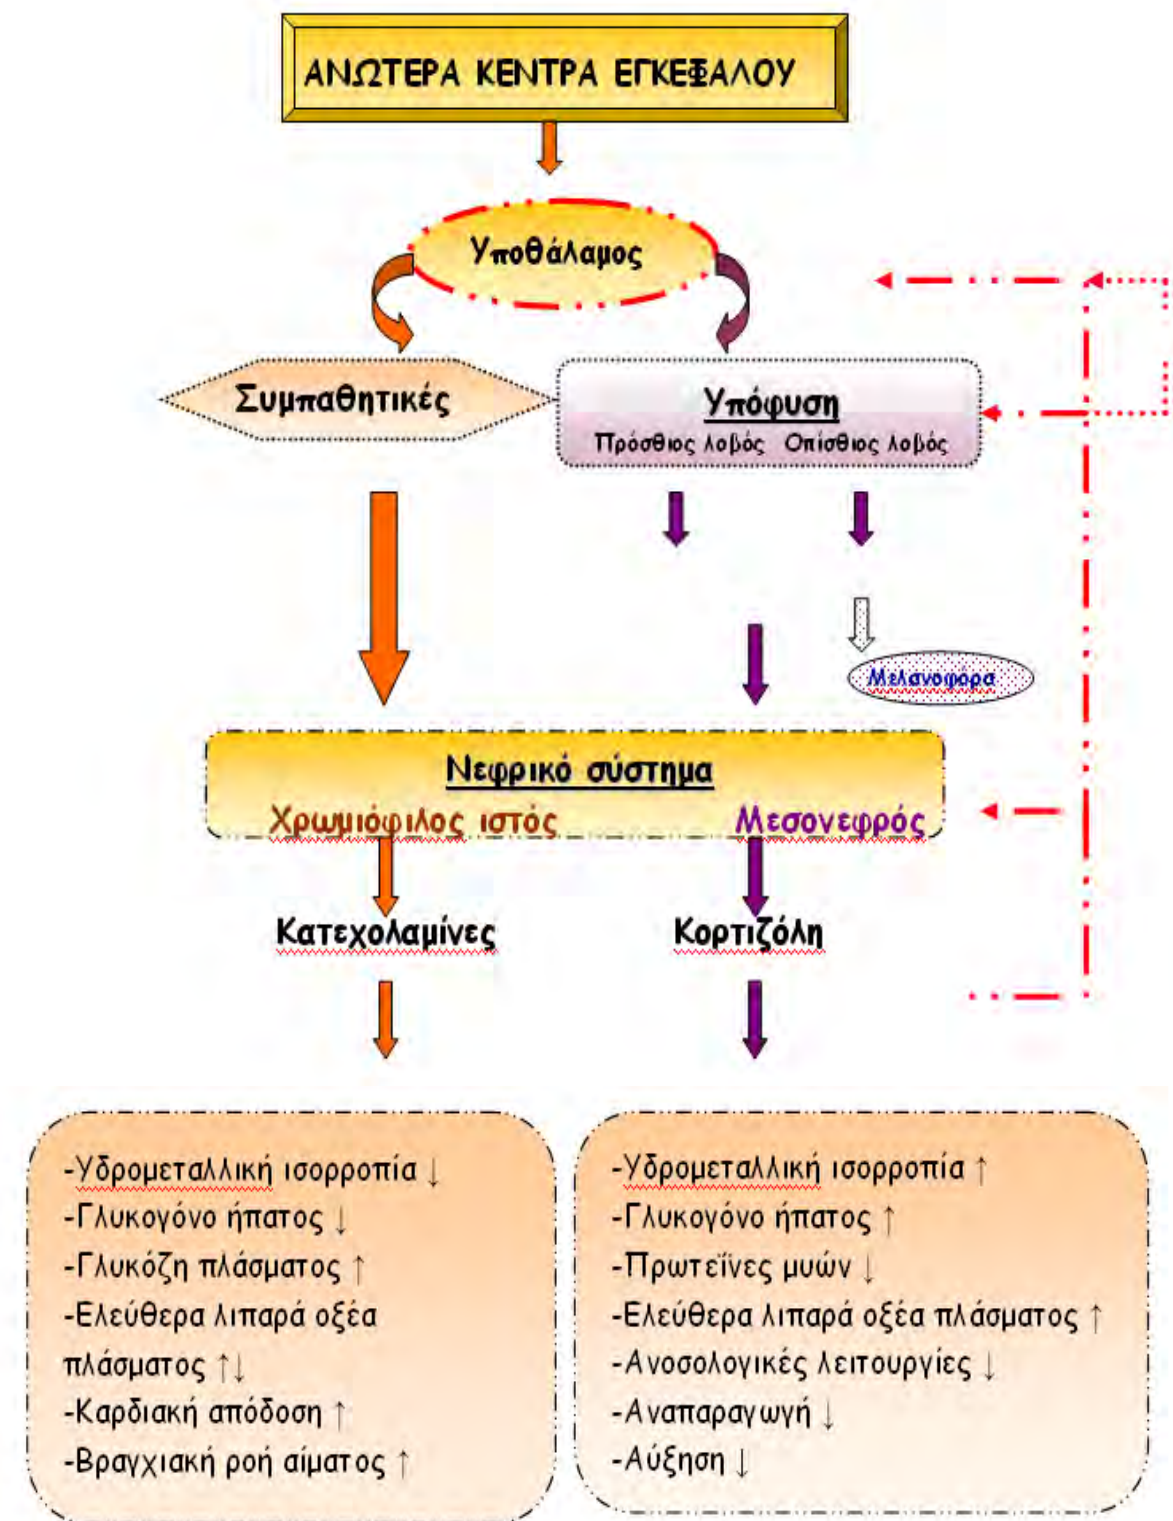 ΑΝΩΤΕΡΑ ΚΕΝΤΡΑ ΕΓΚΕΦΑΛΟΥ
Υποθάλαμος
Συμπαθητικές
Υπόφυση
Πρόσθιος λοβός Οπίσθιος λοβός
Μελανοφόρα
Νεφρικό σύστημα
Χρωμιόφιλος ιστός
Μεσονεφρός
Κατεχολαμίνες
Κορτιζόλη
-Υδρομεταλλική ισορροπία ↓
-Γλυκογόνο ήπατος ↓
-Γλυκόζη πλάσματος ↑
-Ελεύθερα λιπαρά οξέα
πλάσματος ↑↓
-Καρδιακή απόδοση ↑
-Βραγχιακή ροή αίματος ↑
-Υδρομεταλλική ισορροπία ↑
-Γλυκογόνο ήπατος ↑
-Πρωτεΐνες μυών ↓
-Ελεύθερα λιπαρά οξέα πλάσματος ↑
-Ανοσολογικές λειτουργίες ↓
-Αναπαραγωγή ↓
-Αύξηση ↓